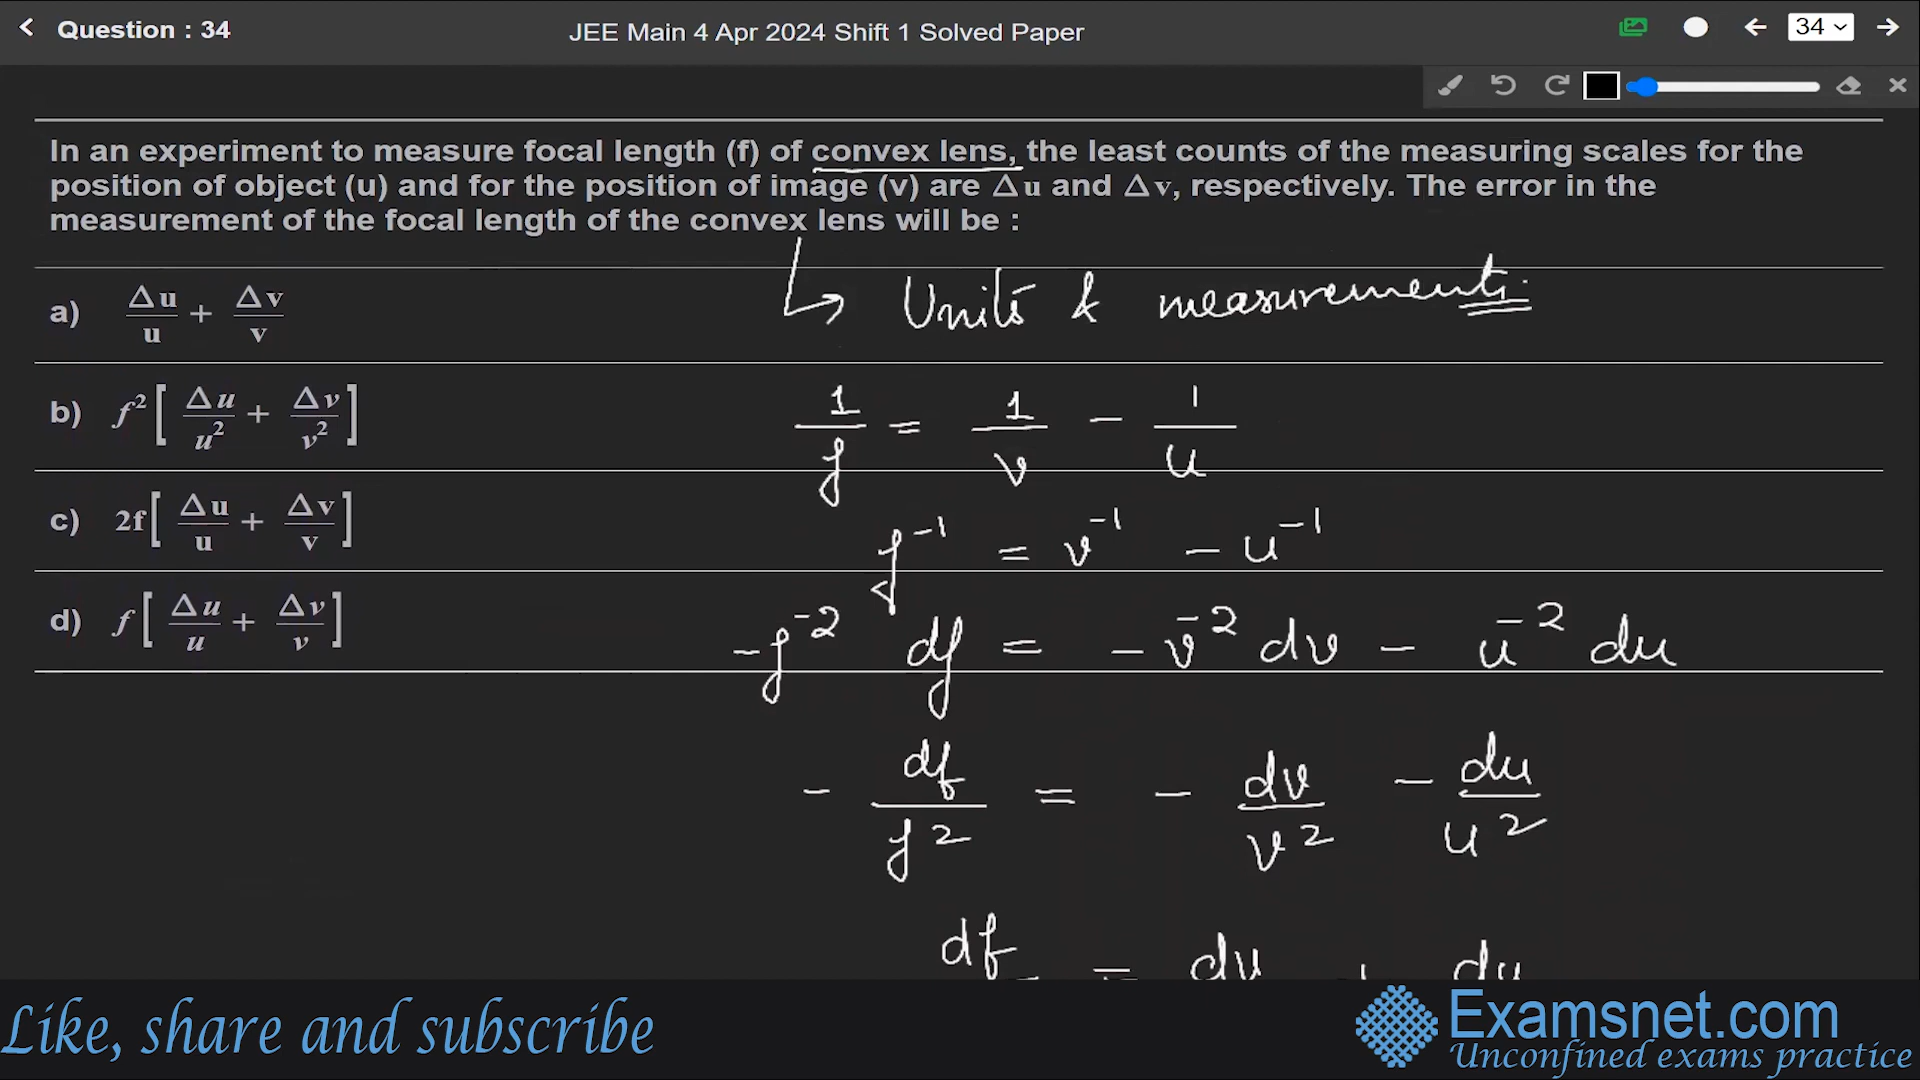 Question : 34
JEE Main 4 Apr 2024 Shift 1 Solved Paper
34
In an experiment to measure focal length (f) of convex lens, the least counts of the measuring scales for the
position of object (u) and for the position of image (v) are Δu and Δv, respectively. The error in the
measurement of the focal length of the convex lens will be :
Units & measurements.
a) Δu/u + Δv/v
b) f²[Δu/u² + Δv/v²]
c) 2f[Δu/u + Δv/v]
d) f[Δu/u + Δv/v]
1/f = 1/v - 1/u
f⁻¹ = v⁻¹ - u⁻¹
-f⁻² df = -v⁻² dv - u⁻² du
- df/f² = - dv/v² - du/u²
df = dv + du
Like, share and subscribe
Examsnet.com
Unconfined exams practice